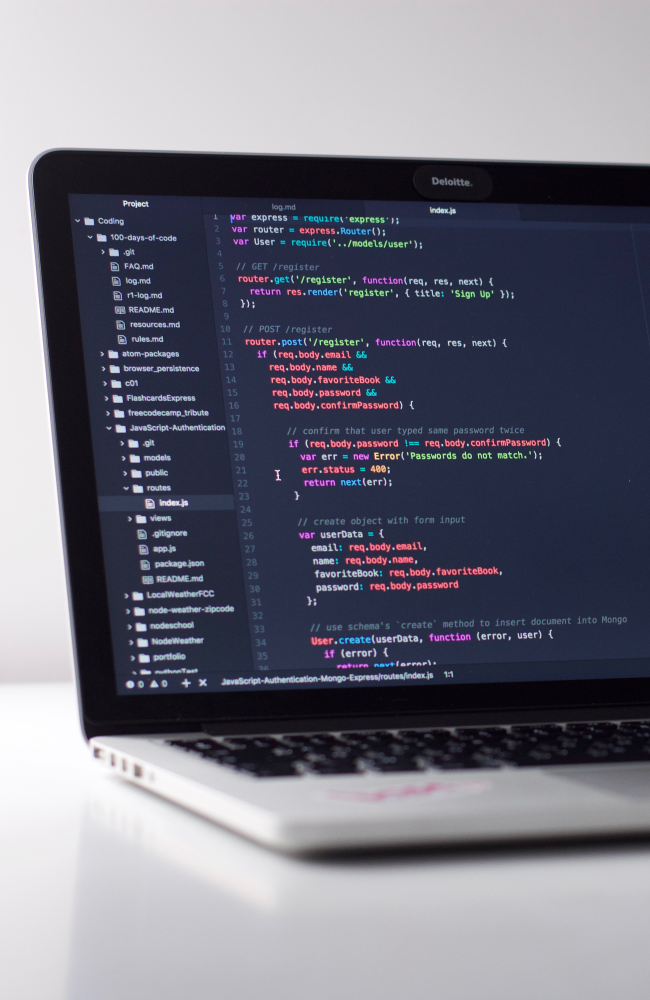 Deloitte.
Project
log.md
index.js
Coding
100-days-of-code
.git
FAQ.md
log.md
r1-log.md
README.md
resources.md
rules.md
atom-packages
browser_persistence
c01
FlashcardsExpress
freecodecamp_tribute
JavaScript-Authentication
.git
models
public
routes
index.js
views
.gitignore
app.js
package.json
README.md
LocalWeatherFCC
node-weather-zipcode
nodeschool
NodeWeather
portfolio
pythonTest
1 var express = require('express');
2 var router = express.Router();
3 var User = require('../models/user');
4
5 // GET /register
6 router.get('/register', function(req, res, next) {
7 return res.render('register', { title: 'Sign Up' });
8 });
9
10 // POST /register
11 router.post('/register', function(req, res, next) {
12 if (req.body.email &&
13 req.body.name &&
14 req.body.favoriteBook &&
15 req.body.password &&
16 req.body.confirmPassword) {
17
18 // confirm that user typed same password twice
19 if (req.body.password !== req.body.confirmPassword) {
20 var err = new Error('Passwords do not match.');
21 err.status = 400;
22 return next(err);
23 }
24
25 // create object with form input
26 var userData = {
27 email: req.body.email,
28 name: req.body.name,
29 favoriteBook: req.body.favoriteBook,
30 password: req.body.password
31 };
32
33 // use schema's `create` method to insert document into Mongo
34 User.create(userData, function (error, user) {
35 if (error) {
36 return next(error);
0 0 JavaScript-Authentication-Mongo-Express/routes/index.js 1:1